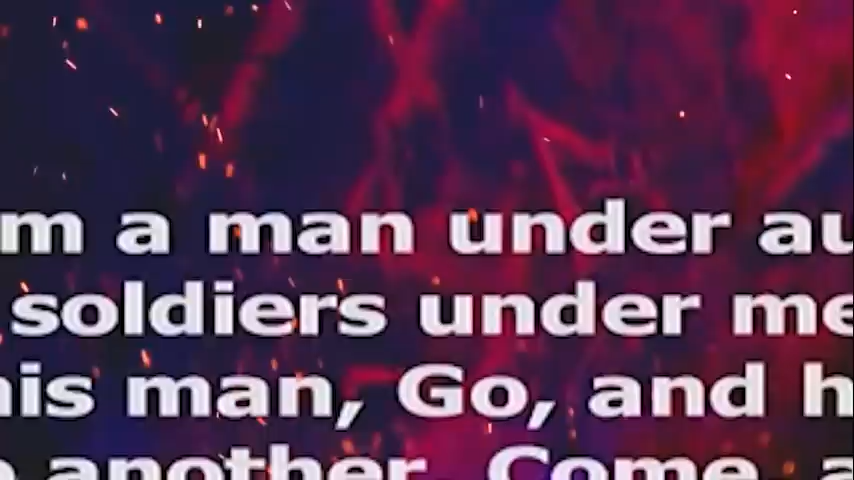 m a man under au
soldiers under me
his man, Go, and h
another, Come, a